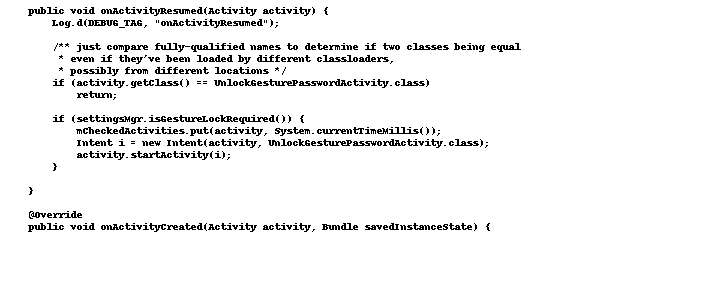 public void onActivityResumed(Activity activity) {
Log.d(DEBUG_TAG, "onActivityResumed");
/** just compare fully-qualified names to determine if two classes being equal
* even if they've been loaded by different classloaders,
* possibly from different locations */
if (activity.getClass() == UnlockGesturePasswordActivity.class)
return;
if (settingsMgr.isGestureLockRequired()) {
mCheckedActivities.put(activity, System.currentTimeMillis());
Intent i = new Intent(activity, UnlockGesturePasswordActivity.class);
activity.startActivity(i);
}
}
@Override
public void onActivityCreated(Activity activity, Bundle savedInstanceState) {